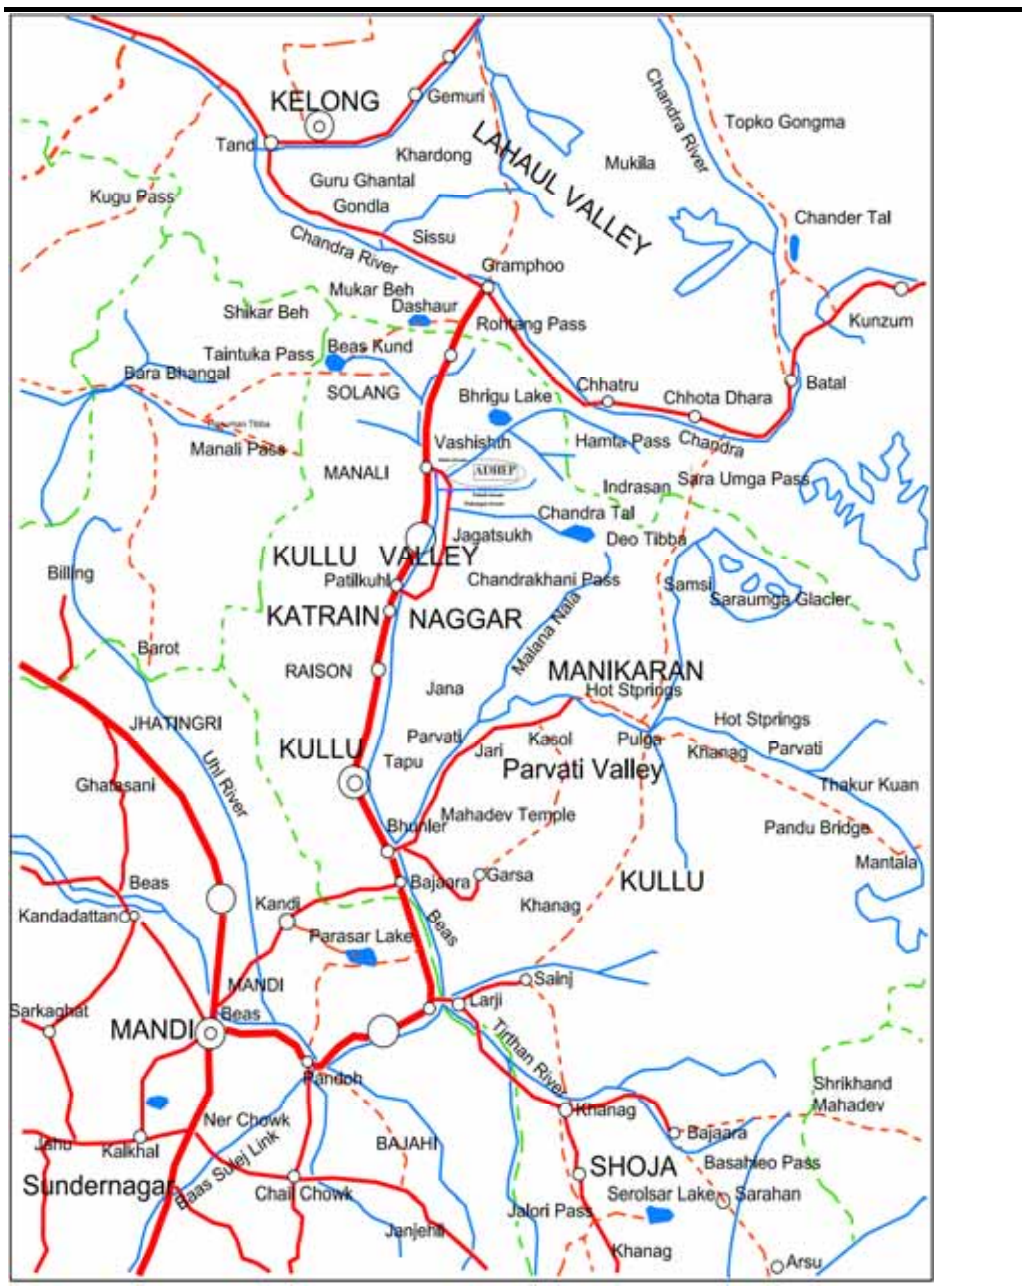 KELONG
Gemuri
Tand
Khardong
LAHAUL VALLEY
Mukilla
Chandra River
Topko Gongma
Guru Ghantal
Gondla
Kugu Pass
Sissu
Chander Tal
Chandra River
Gramphoo
Mukar Beh
Dashaur
Shikar Beh
Rohtang Pass
Kunzum
Taintuka Pass
Beas Kund
Bara Bhangal
SOLANG
Bhrigu Lake
Chhatru
Chhota Dhara
Batal
Manali Pass
Vashishth
Hamta Pass
Chandra
MANALI
ADHEP
Indrasan
Sara Umga Pass
Chandra Tal
Jagatsukh
Deo Tibba
KULLU VALLEY
Billing
Patilkuhl
Chandrakhani Pass
Samsi
Saraumga Glacier
KATRAIN
NAGGAR
Malana Nala
Barot
RAISON
Jana
MANIKARAN
Hot Stprings
JHATINGRI
Hot Stprings
KULLU
Parvati
Jari
Kasol
Pulga
Khanag
Parvati
Uhl River
Tapu
Parvati Valley
Ghatasani
Thakur Kuan
Mahadev Temple
Bhunler
Pandu Bridge
Mantala
Beas
Bajaara
Garsa
KULLU
Kandadattan
Kandi
Khanag
Beas
Parasar Lake
MANDI
Sainj
Sarkaghat
Beas
Larji
MANDI
Tirthan River
Pandoh
Shrikhand
Mahadev
Khanag
Ner Chowk
Jahu
Kalkhal
BAJAHI
Bajaara
Baas Sulej Link
SHOJA
Basahleo Pass
Sundernagar
Chail Chowk
Serolsar Lake
Sarahan
Jalori Pass
Janjehli
Khanag
Arsu